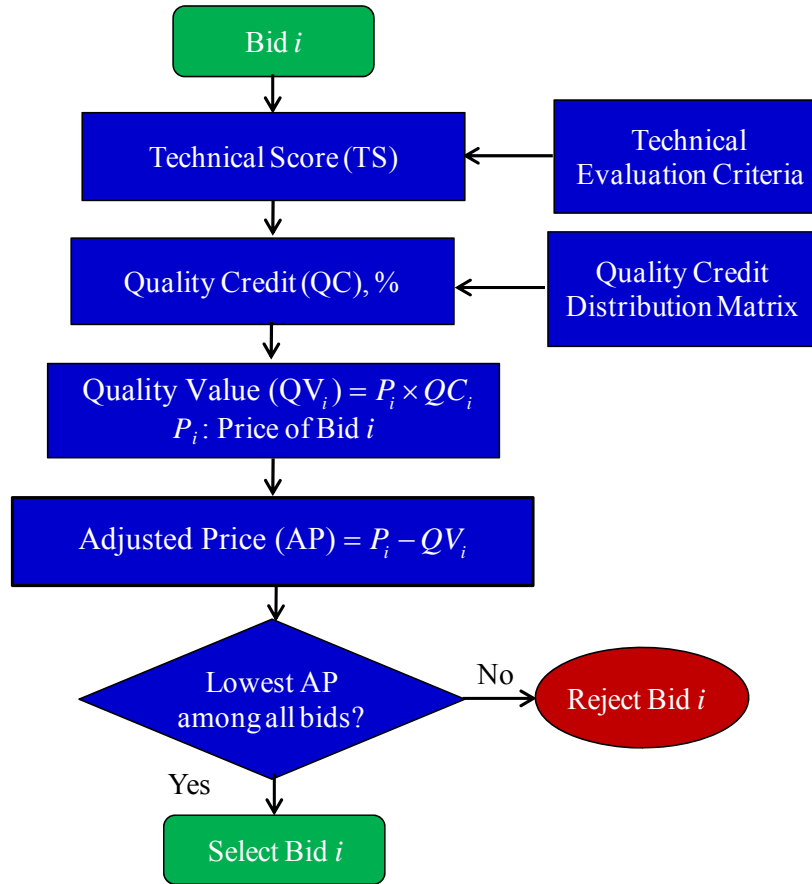 Bid i
Technical Score (TS)
Technical
Evaluation Criteria
Quality Credit (QC), %
Quality Credit
Distribution Matrix
Quality Value (QVᵢ) = Pᵢ × QCᵢ
Pᵢ : Price of Bid i
Adjusted Price (AP) = Pᵢ − QVᵢ
Lowest AP
among all bids?
No
Reject Bid i
Yes
Select Bid i